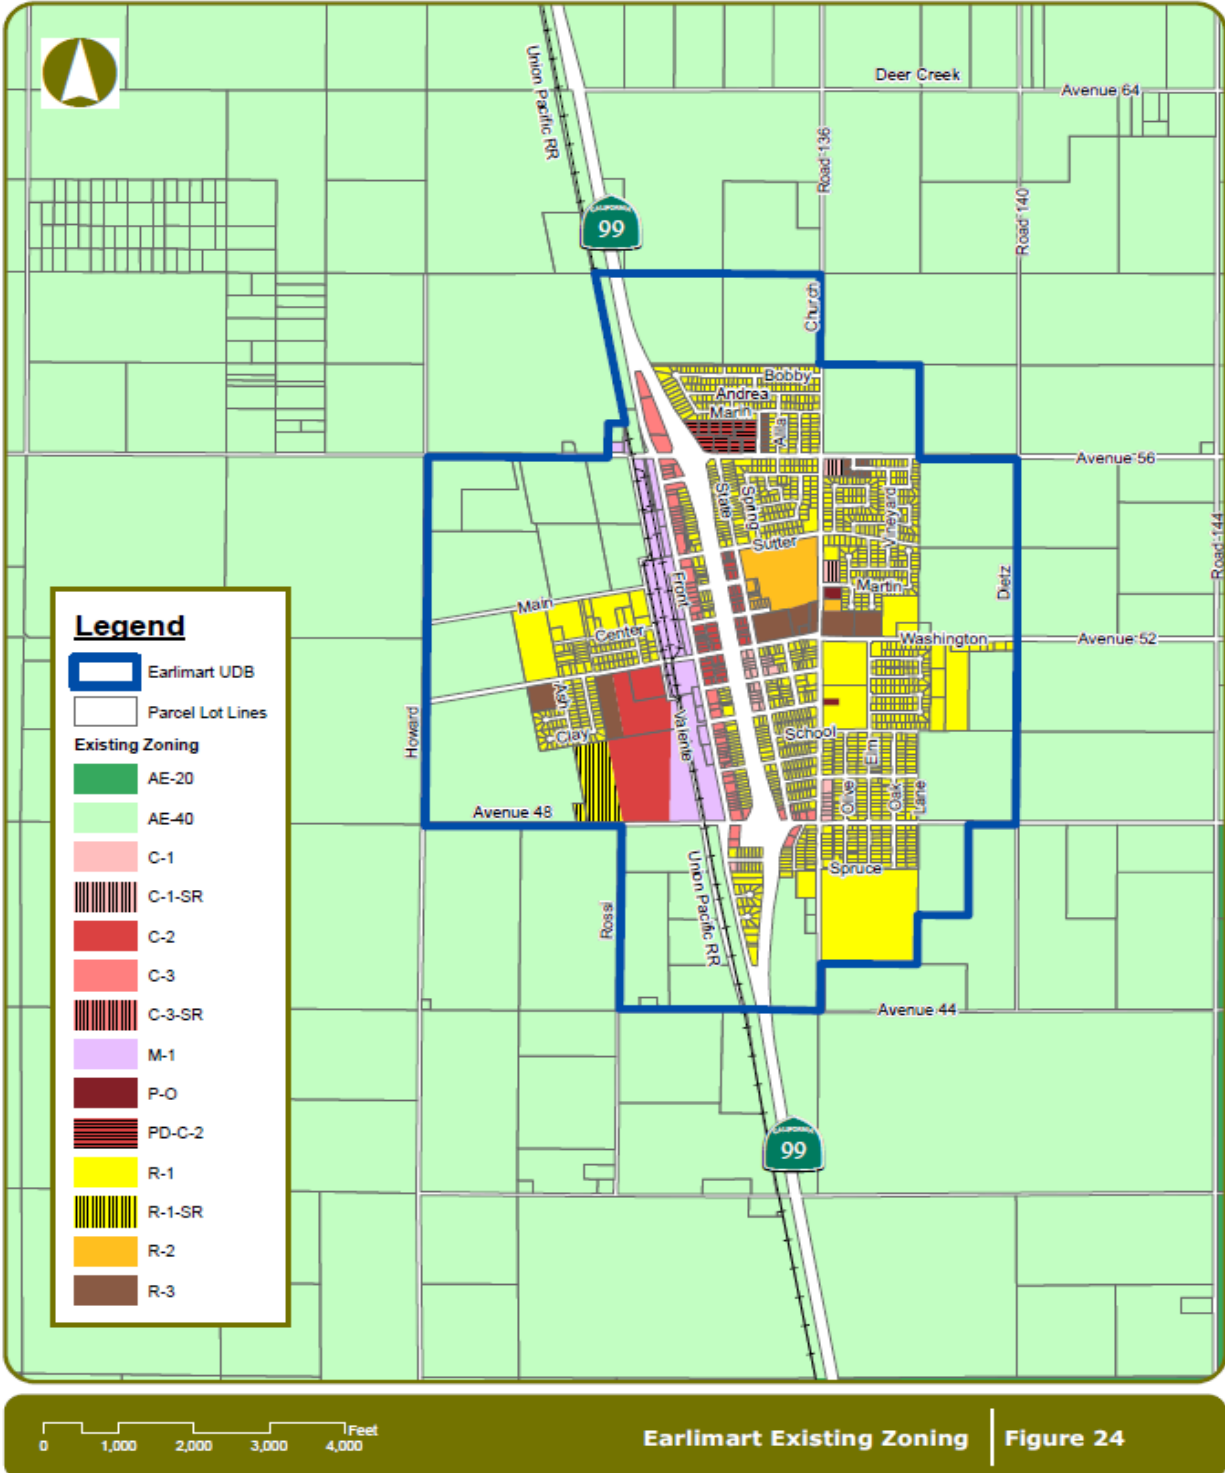 Deer Creek
Avenue 64
Union Pacific RR
Road 136
Road 140
CALIFORNIA
99
Church
Bobby
Andrea
Marin
Alila
Avenue 56
State
Spring
Vineyard
Road 144
Sutter
Front
Martin
Dietz
Main
Center
Washington
Avenue 52
Ash
Clay
Howard
Valente
School
Elm
Olive
Oak
Lane
Avenue 48
Spruce
Rossi
Union Pacific RR
Avenue 44
CALIFORNIA
99
Legend
Earlimart UDB
Parcel Lot Lines
Existing Zoning
AE-20
AE-40
C-1
C-1-SR
C-2
C-3
C-3-SR
M-1
P-O
PD-C-2
R-1
R-1-SR
R-2
R-3
Feet
0 1,000 2,000 3,000 4,000
Earlimart Existing Zoning Figure 24